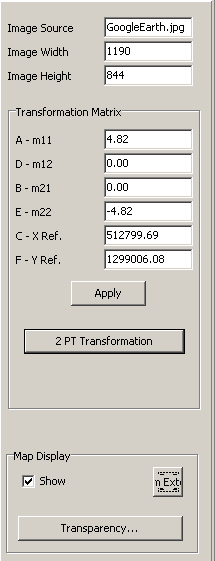 Image Source GoogleEarth.jpg
Image Width 1190
Image Height 844
Transformation Matrix
A - m11 4.82
D - m12 0.00
B - m21 0.00
E - m22 -4.82
C - X Ref. 512799.69
F - Y Ref. 1299006.08
Apply
2 PT Transformation
Map Display
Show
n Exte
Transparency...